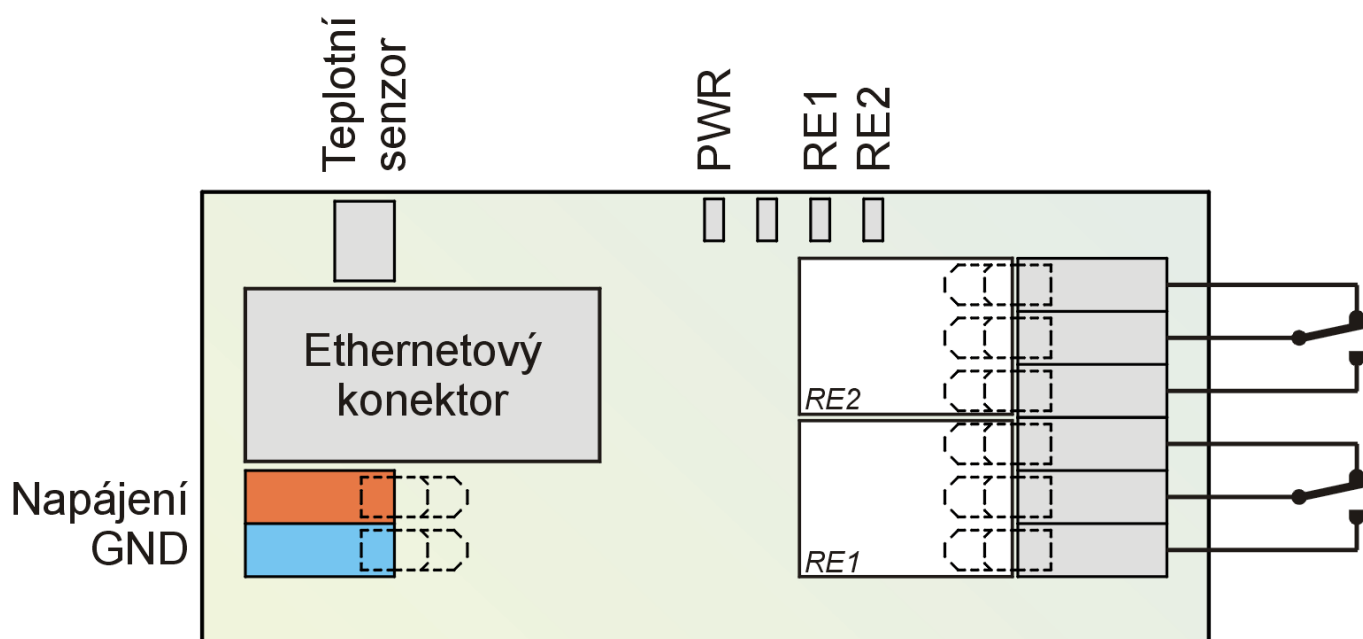 Teplotní
senzor
PWR
RE1
RE2
Ethernetový
konektor
RE2
Napájení
GND
RE1